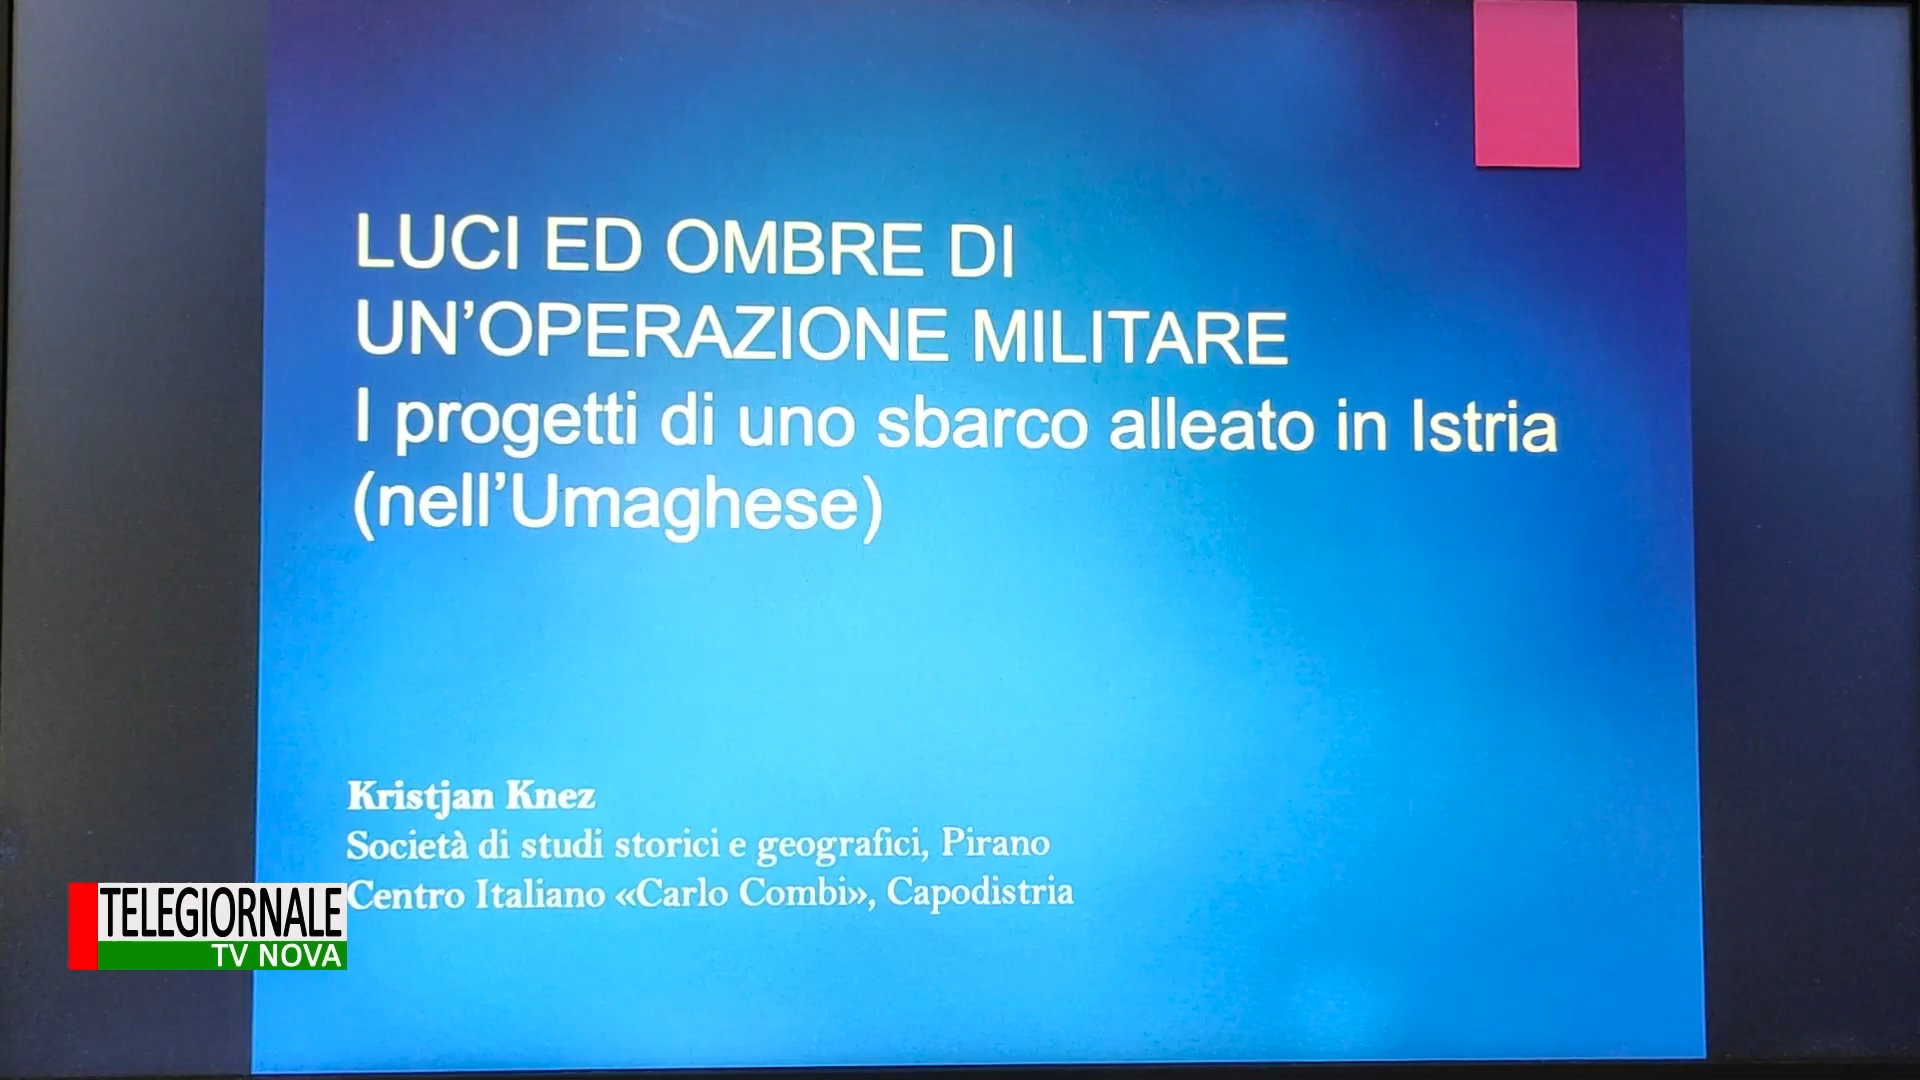 LUCI ED OMBRE DI
UN’OPERAZIONE MILITARE
I progetti di uno sbarco alleato in Istria
(nell’Umaghese)
Kristjan Knez
Società di studi storici e geografici, Pirano
Centro Italiano «Carlo Combi», Capodistria
TELEGIORNALE
TV NOVA